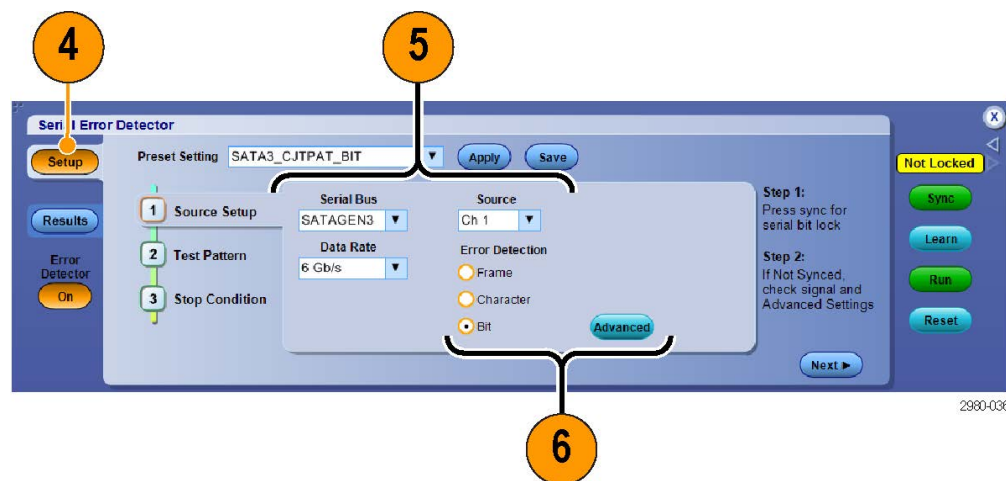 4
5
Serial Error Detector
X
Setup
Preset Setting SATA3_CJTPAT_BIT Apply Save
Not Locked
Results
Error
Detector
On
1 Source Setup
2 Test Pattern
3 Stop Condition
Serial Bus
SATAGEN3
Data Rate
6 Gb/s
Source
Ch 1
Error Detection
Frame
Character
Bit
Advanced
Step 1:
Press sync for
serial bit lock
Step 2:
If Not Synced,
check signal and
Advanced Settings
Next
Sync
Learn
Run
Reset
2980-036
6